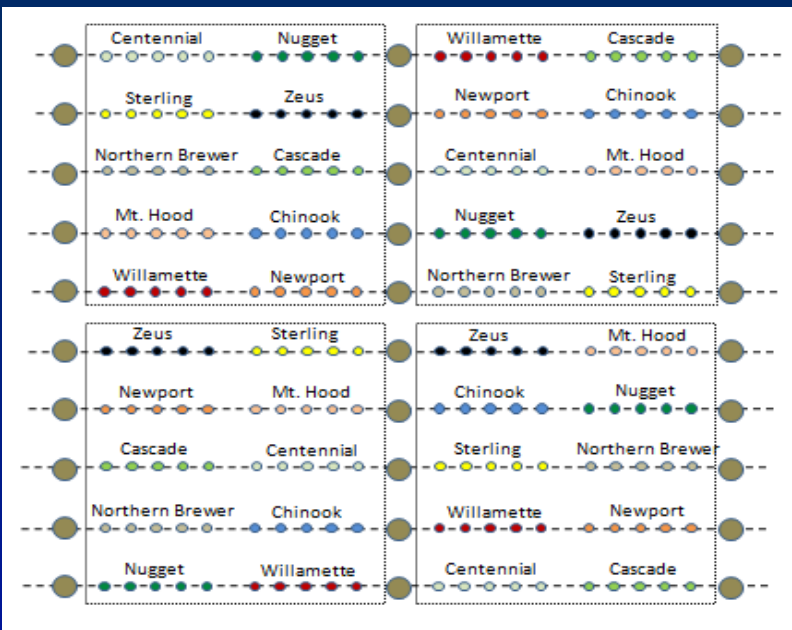 Centennial Nugget Willamette Cascade
Sterling Zeus Newport Chinook
Northern Brewer Cascade Centennial Mt. Hood
Mt. Hood Chinook Nugget Zeus
Willamette Newport Northern Brewer Sterling
Zeus Sterling Zeus Mt. Hood
Newport Mt. Hood Chinook Nugget
Cascade Centennial Sterling Northern Brewer
Northern Brewer Chinook Willamette Newport
Nugget Willamette Centennial Cascade